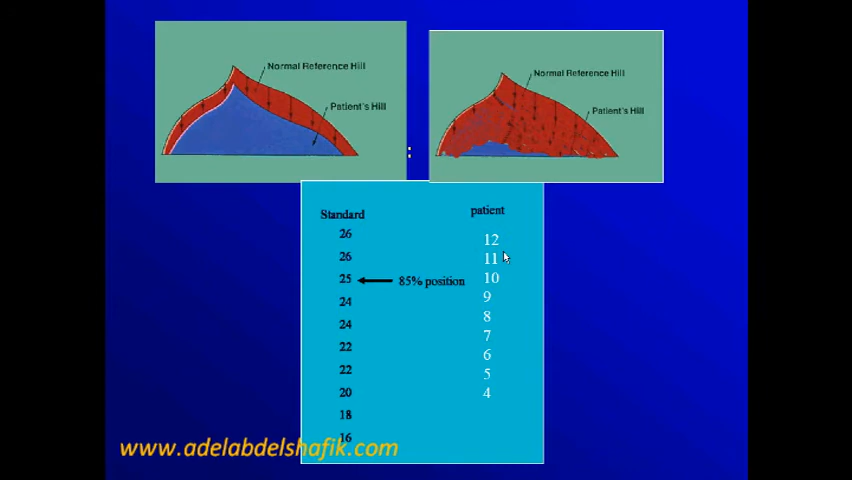 Normal Reference Hill
Patient's Hill
Normal Reference Hill
Patient's Hill
:
Standard
26
26
25
24
24
22
22
20
18
16
85% position
patient
12
11
10
9
8
7
6
5
4
www.adelabdelshafik.com